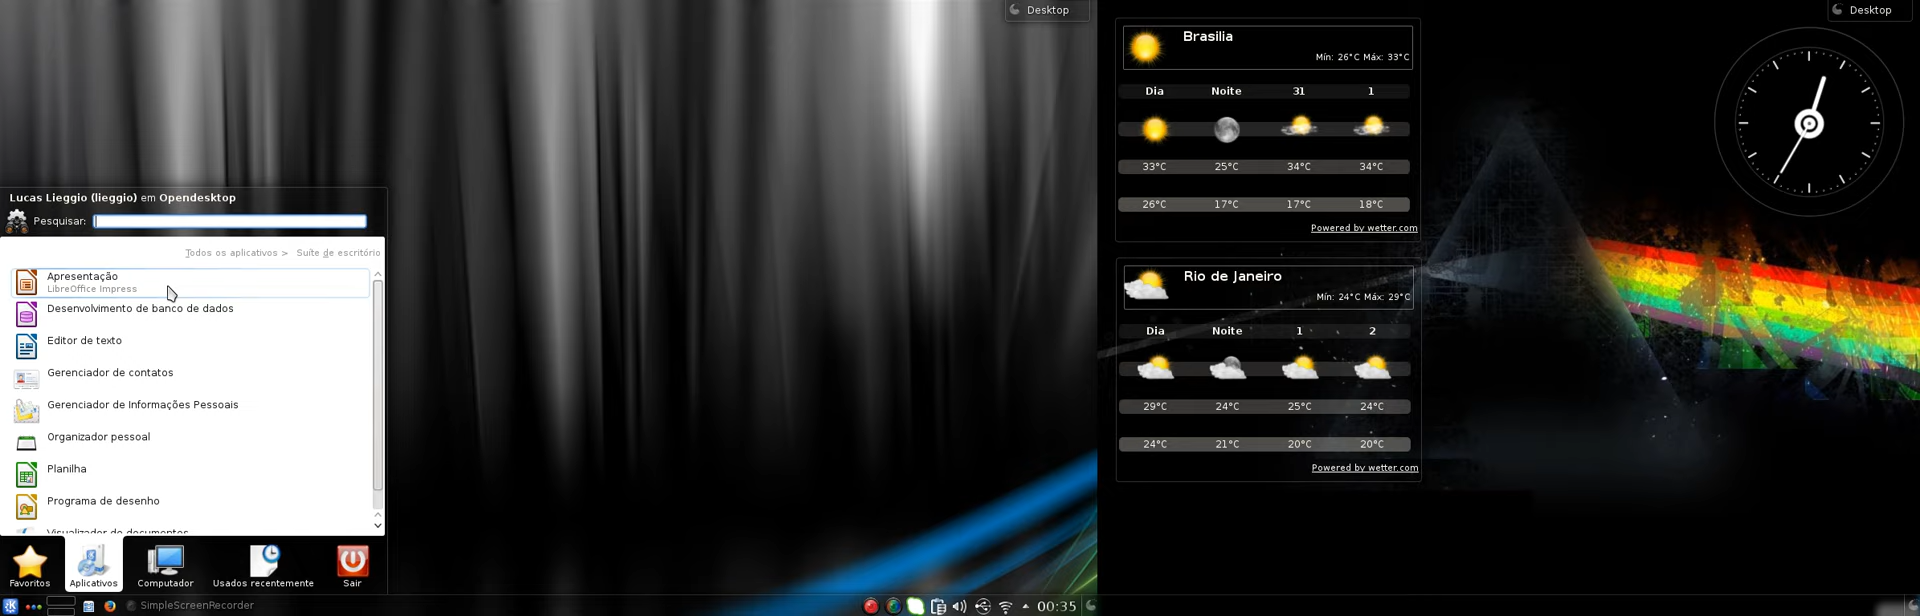 Desktop
Lucas Lieggio (lieggio) em Opendesktop
Pesquisar:
Todos os aplicativos > Suíte de escritório
Apresentação
LibreOffice Impress
Desenvolvimento de banco de dados
Editor de texto
Gerenciador de contatos
Gerenciador de Informações Pessoais
Organizador pessoal
Planilha
Programa de desenho
Visualizador de documentos
Favoritos Aplicativos Computador Usados recentemente Sair
SimpleScreenRecorder
00:35
Brasilia
Mín: 26°C Máx: 33°C
Dia Noite 31 1
33°C 25°C 34°C 34°C
26°C 17°C 17°C 18°C
Powered by wetter.com
Rio de Janeiro
Mín: 24°C Máx: 29°C
Dia Noite 1 2
29°C 24°C 25°C 24°C
24°C 21°C 20°C 20°C
Powered by wetter.com
Desktop